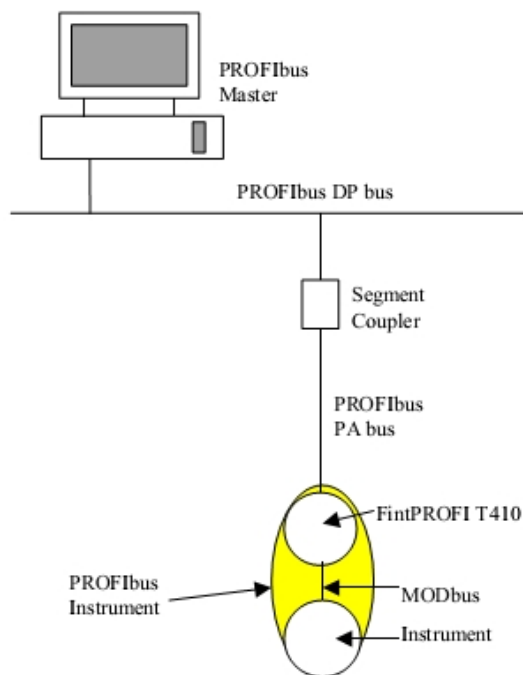 PROFIbus
Master
PROFIbus DP bus
Segment
Coupler
PROFIbus
PA bus
FintPROFI T410
PROFIbus
Instrument
MODbus
Instrument